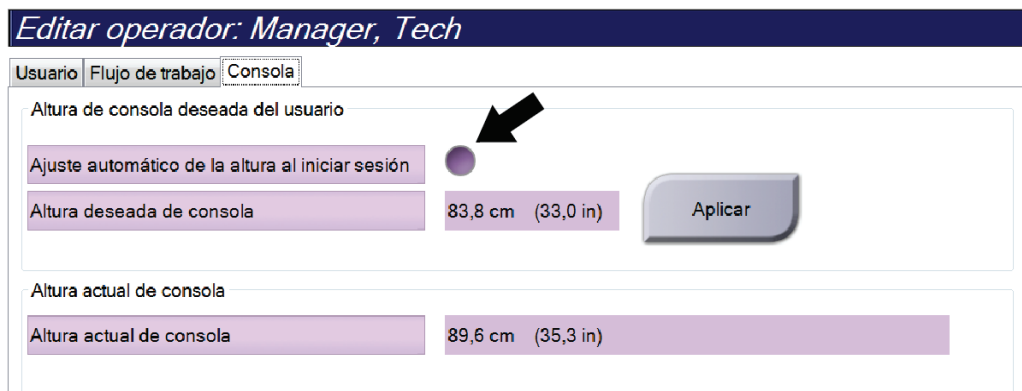 Editar operador: Manager, Tech
Usuario Flujo de trabajo Consola
Altura de consola deseada del usuario
Ajuste automático de la altura al iniciar sesión
Altura deseada de consola 83,8 cm (33,0 in) Aplicar
Altura actual de consola
Altura actual de consola 89,6 cm (35,3 in)